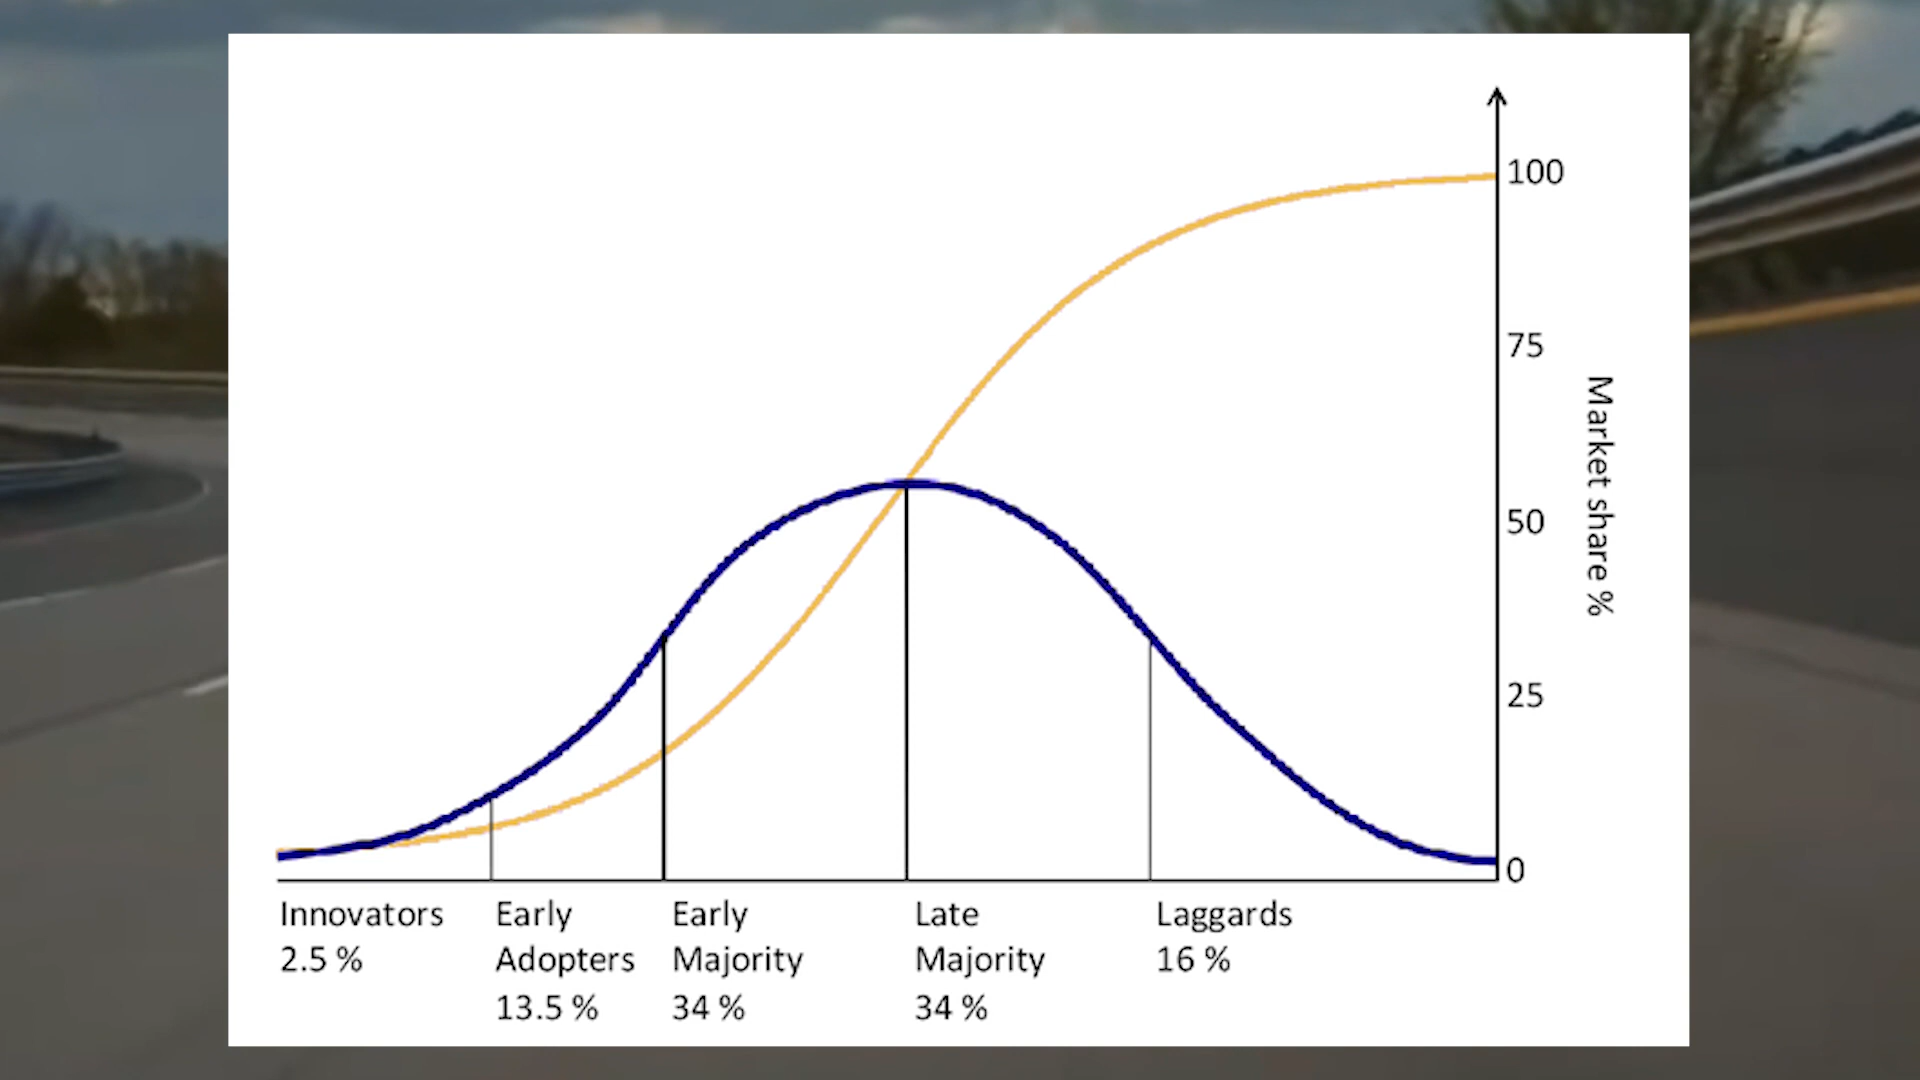 100
75
50
25
0
Market share %
Innovators
2.5 %
Early
Adopters
13.5 %
Early
Majority
34 %
Late
Majority
34 %
Laggards
16 %